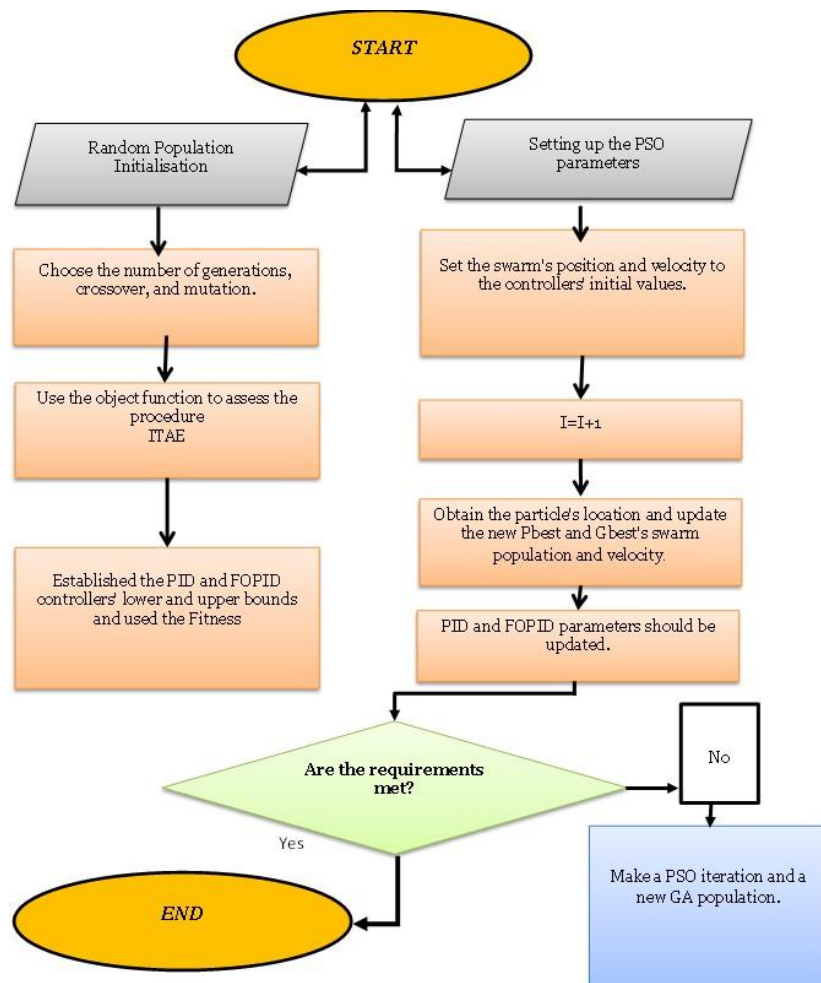 START
Random Population
Initialisation
Choose the number of generations,
crossover, and mutation.
Use the object function to assess the
procedure
ITAE
Established the PID and FOPID
controllers' lower and upper bounds
and used the Fitness
Setting up the PSO
parameters
Set the swarm's position and velocity to
the controllers' initial values.
I=I+1
Obtain the particle's location and update
the new Pbest and Gbest's swarm
population and velocity.
PID and FOPID parameters should be
updated.
Are the requirements
met?
No
Yes
Make a PSO iteration and a
new GA population.
END